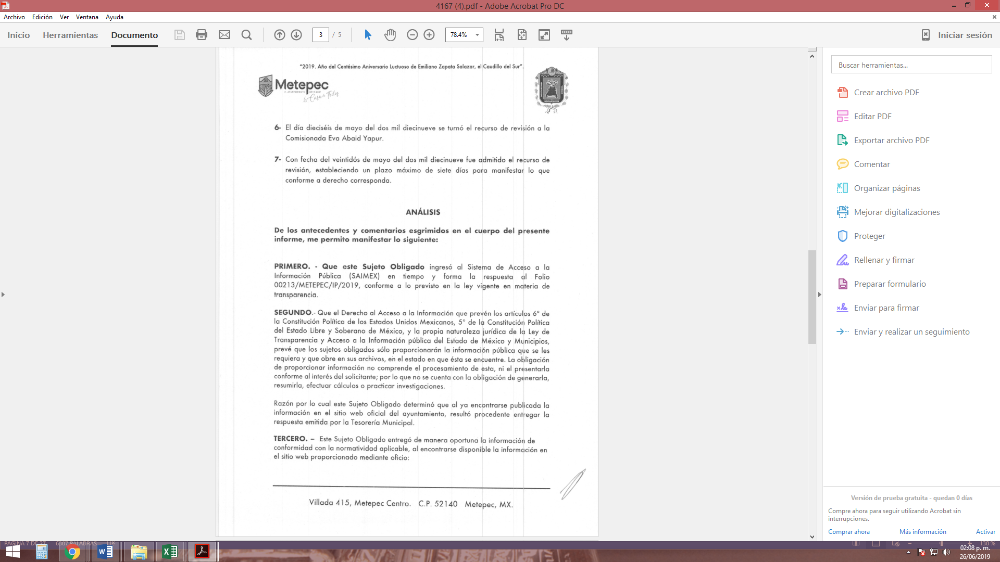 4167 (4).pdf - Adobe Acrobat Pro DC
Archivo Edición Ver Ventana Ayuda
Inicio Herramientas Documento 3 / 5 78.4% Iniciar sesión
"2019. Año del Centésimo Aniversario Luctuoso de Emiliano Zapata Salazar, el Caudillo del Sur".
Metepec
La Casa de Todos
6- El día dieciséis de mayo del dos mil diecinueve se turnó el recurso de revisión a la
Comisionada Eva Abaid Yapur.
7- Con fecha del veintidós de mayo del dos mil diecinueve fue admitido el recurso de
revisión, estableciendo un plazo máximo de siete días para manifestar lo que
conforme a derecho corresponda.
ANÁLISIS
De los antecedentes y comentarios esgrimidos en el cuerpo del presente
informe, me permito manifestar lo siguiente:
PRIMERO. - Que este Sujeto Obligado ingresó al Sistema de Acceso a la
Información Pública (SAIMEX) en tiempo y forma la respuesta al Folio
00213/METEPEC/IP/2019, conforme a lo previsto en la ley vigente en materia de
transparencia.
SEGUNDO.- Que el Derecho al Acceso a la Información que prevén los artículos 6° de
la Constitución Política de los Estados Unidos Mexicanos, 5° de la Constitución Política
del Estado Libre y Soberano de México, y la propia naturaleza jurídica de la Ley de
Transparencia y Acceso a la Información pública del Estado de México y Municipios,
prevé que los sujetos obligados sólo proporcionarán la información pública que se les
requiera y que obre en sus archivos, en el estado en que ésta se encuentre. La obligación
de proporcionar información no comprende el procesamiento de esta, ni el presentarla
conforme al interés del solicitante; por lo que no se cuenta con la obligación de generarla,
resumirla, efectuar cálculos o practicar investigaciones.
Razón por lo cual este Sujeto Obligado determinó que al ya encontrarse publicada la
información en el sitio web oficial del ayuntamiento, resultó procedente entregar la
respuesta emitida por la Tesorería Municipal.
TERCERO. – Este Sujeto Obligado entregó de manera oportuna la información de
conformidad con la normatividad aplicable, al encontrarse disponible la información en
el sitio web proporcionado mediante oficio:
Villada 415, Metepec Centro. C.P. 52140 Metepec, MX.
Buscar herramientas...
Crear archivo PDF
Editar PDF
Exportar archivo PDF
Comentar
Organizar páginas
Mejorar digitalizaciones
Proteger
Rellenar y firmar
Preparar formulario
Enviar para firmar
Enviar y realizar un seguimiento
Versión de prueba gratuita - quedan 0 días
Compre ahora para seguir utilizando Acrobat sin
interrupciones.
Comprar ahora Más información Activar
PÁGINA 7 DE 27 6307 PALABRAS 130 %
02:08 p. m.
26/06/2019